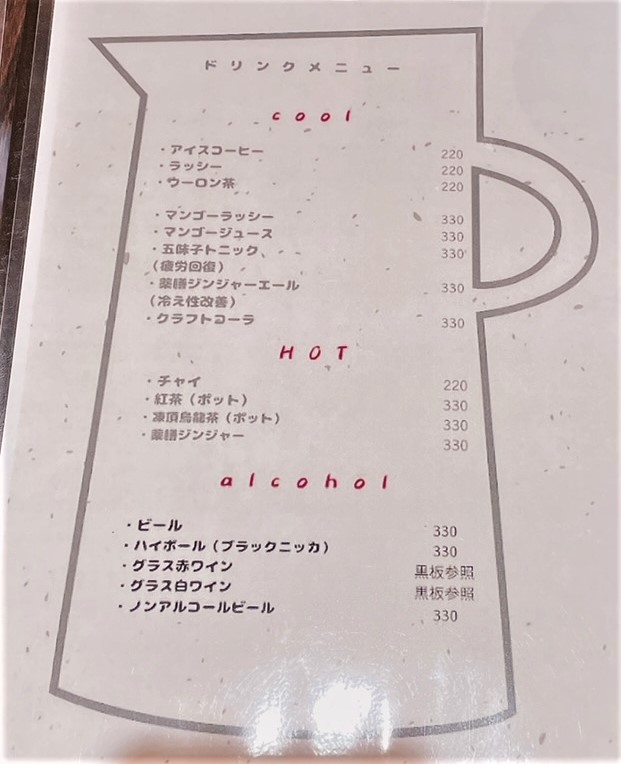 ドリンクメニュー
cool
・アイスコーヒー 220
・ラッシー 220
・ウーロン茶 220
・マンゴーラッシー 330
・マンゴージュース 330
・五味子トニック 330
（疲労回復）
・薬膳ジンジャーエール 330
（冷え性改善）
・クラフトコーラ 330
HOT
・チャイ 220
・紅茶（ポット） 330
・凍頂烏龍茶（ポット） 330
・薬膳ジンジャー 330
alcohol
・ビール 330
・ハイボール（ブラックニッカ） 330
・グラス赤ワイン 黒板参照
・グラス白ワイン 黒板参照
・ノンアルコールビール 330